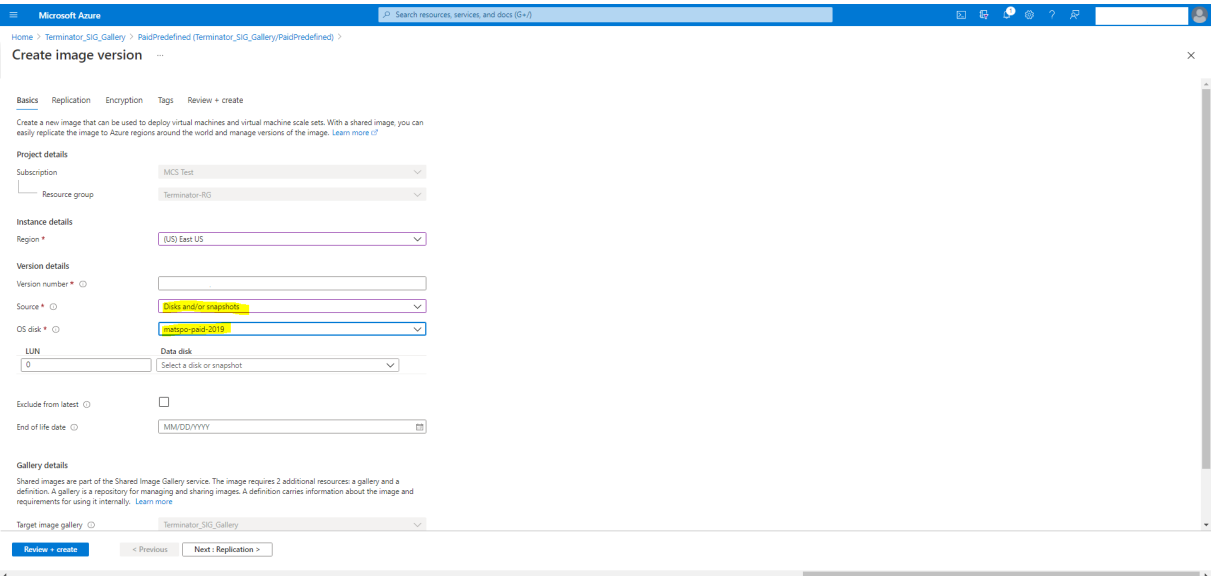 Microsoft Azure
Search resources, services, and docs (G+/)
Home > Terminator_SIG_Gallery > PaidPredefined (Terminator_SIG_Gallery/PaidPredefined) >
Create image version ...
Basics Replication Encryption Tags Review + create
Create a new image that can be used to deploy virtual machines and virtual machine scale sets. With a shared image, you can
easily replicate the image to Azure regions around the world and manage versions of the image. Learn more
Project details
Subscription MCS Test
Resource group Terminator-RG
Instance details
Region * (US) East US
Version details
Version number *
Source * Disks and/or snapshots
OS disk * matspo-paid-2019
LUN Data disk
0 Select a disk or snapshot
Exclude from latest
End of life date MM/DD/YYYY
Gallery details
Shared images are part of the Shared Image Gallery service. The image requires 2 additional resources: a gallery and a
definition. A gallery is a repository for managing and sharing images. A definition carries information about the image and
requirements for using it internally. Learn more
Target image gallery Terminator_SIG_Gallery
Review + create < Previous Next : Replication >